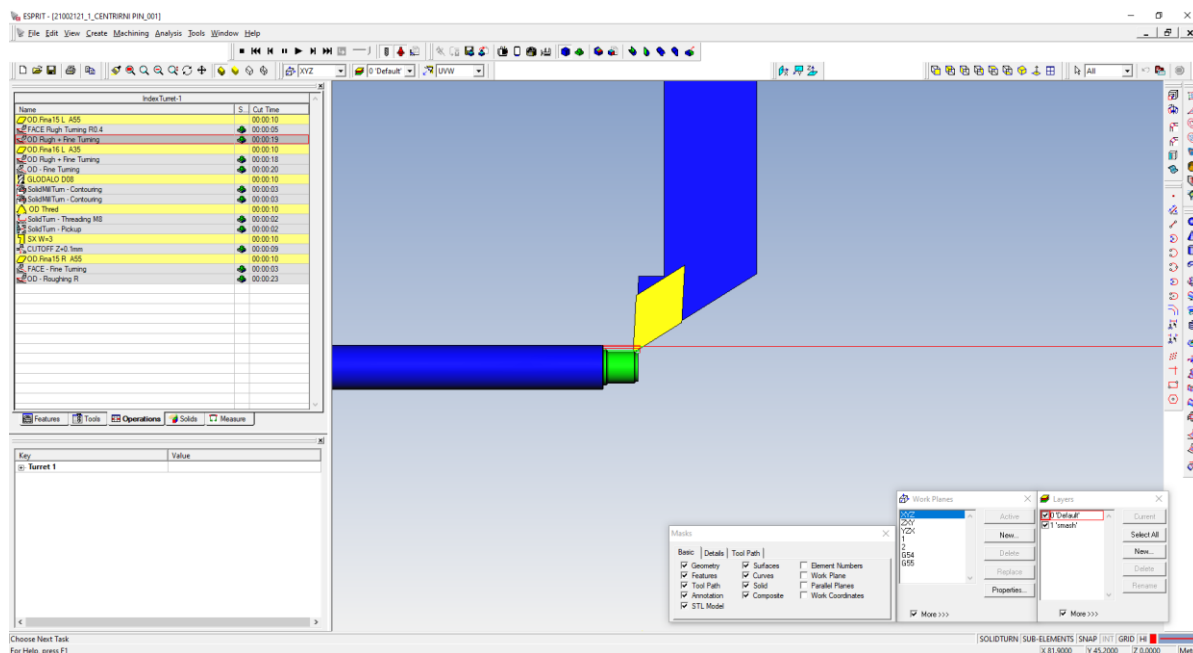 ESPRIT - [21002121_1_CENTRIRNI PIN_001]
File Edit View Create Machining Analysis Tools Window Help
XYZ 0 'Default' UVW All
IndexTurret-1
Name S... Cut Time
OD.Fina15 L A55 00:00:10
FACE Rugh Turning R0.4 00:00:05
OD Rugh + Fine Turning 00:00:19
OD.Fina16 L A35 00:00:10
OD Rugh + Fine Turning 00:00:18
OD - Fine Turning 00:00:20
GLODALO D08 00:00:10
SolidMillTurn - Contouring 00:00:03
SolidMillTurn - Contouring 00:00:03
OD Thred 00:00:10
SolidTurn - Threading M8 00:00:02
SolidTurn - Pickup 00:00:02
SX W=3 00:00:10
CUTOFF Z+0.1mm 00:00:09
OD.Fina15 R A55 00:00:10
FACE - Fine Turning 00:00:03
OD - Roughing R 00:00:23
Features Tools Operations Solids Measure
Key Value
Turret 1
Masks
Basic Details Tool Path
Geometry Surfaces Element Numbers
Features Curves Work Plane
Tool Path Solid Parallel Planes
Annotation Composite Work Coordinates
STL Model
Work Planes
XYZ
ZXY
YZX
1
2
G54
G55
Active
New...
Delete
Replace
Properties...
More >>>
Layers
0 'Default'
1 'smash'
Current
Select All
New...
Delete
Rename
More >>>
Choose Next Task
SOLIDTURN SUB-ELEMENTS SNAP INT GRID HI
For Help, press F1
X 81.9000 Y 45.2000 Z 0.0000